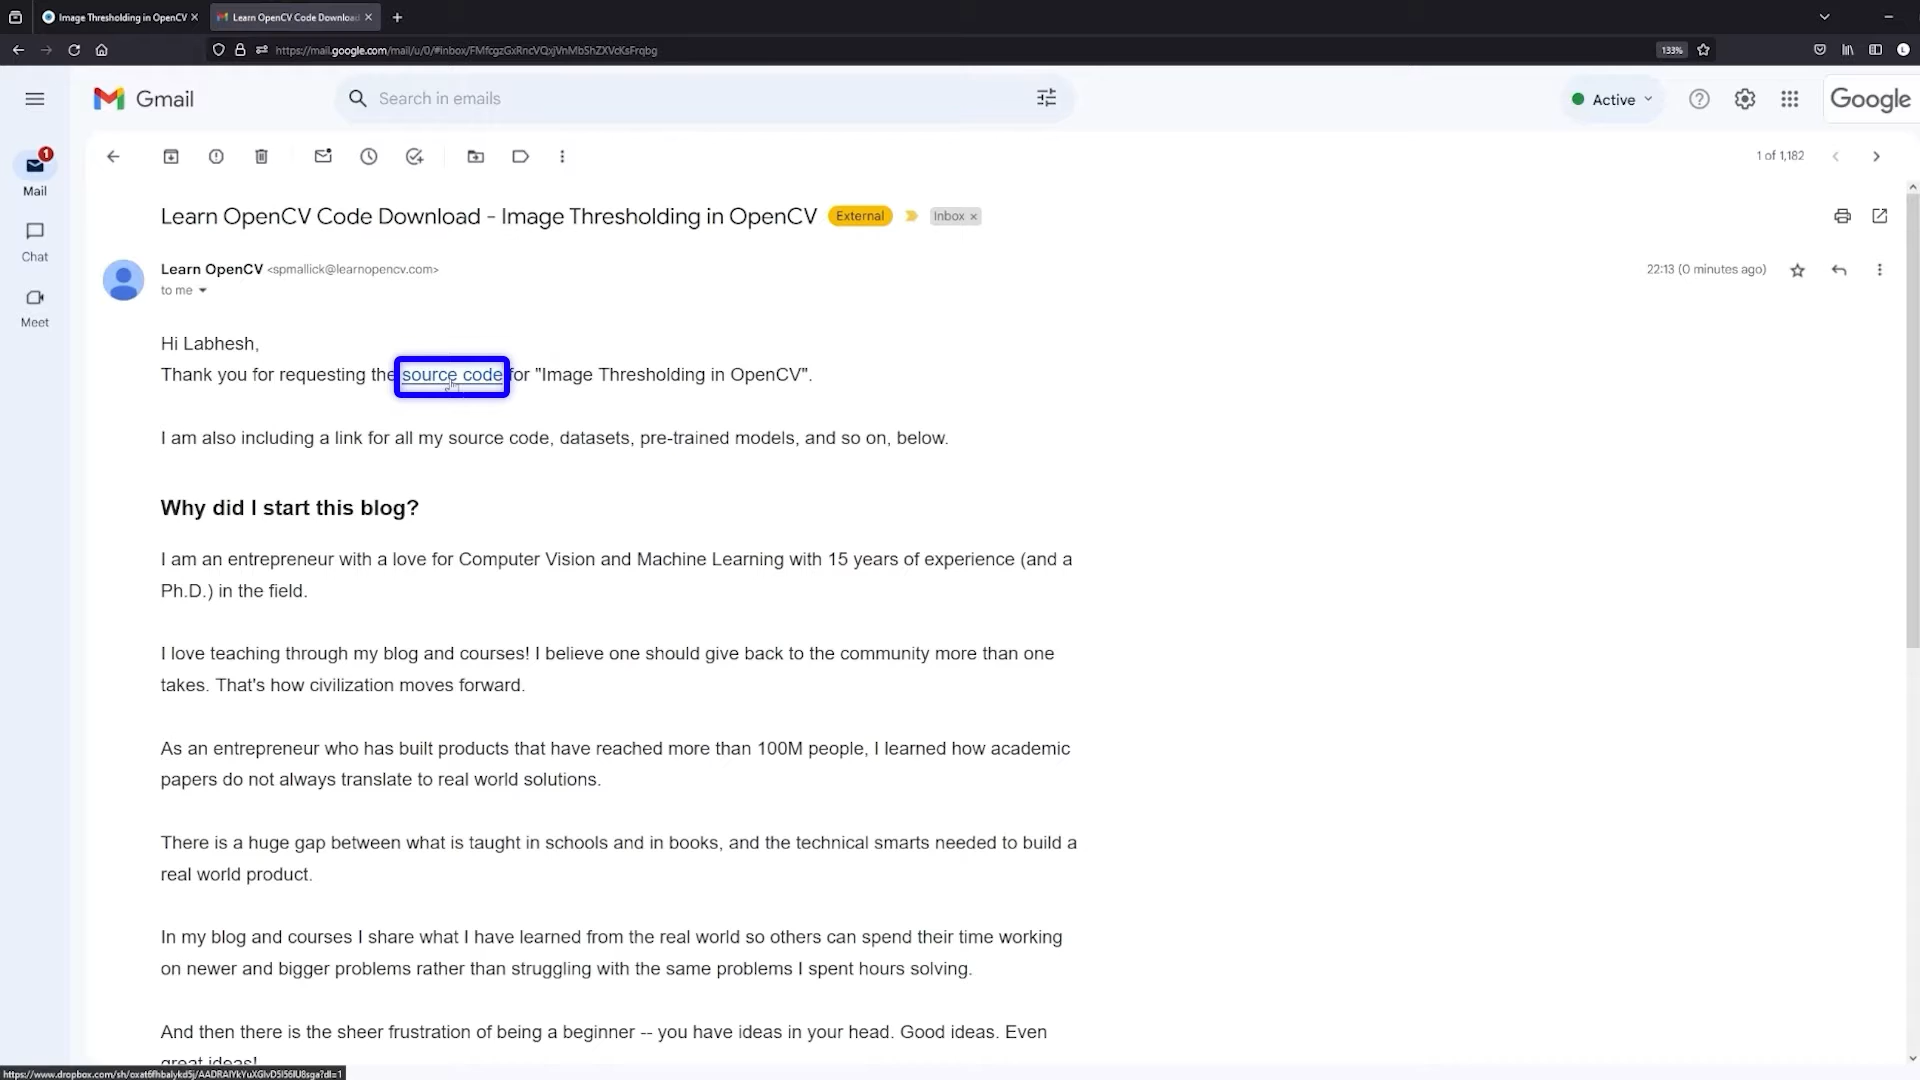 Image Thresholding in OpenCV
Learn OpenCV Code Download
133%
Gmail
Search in emails
Active
Google
1
Mail
Chat
Meet
1 of 1,182
Learn OpenCV Code Download - Image Thresholding in OpenCV
External
Inbox
Learn OpenCV <spmallick@learnopencv.com>
22:13 (0 minutes ago)
to me
Hi Labhesh,
Thank you for requesting the source code for "Image Thresholding in OpenCV".
I am also including a link for all my source code, datasets, pre-trained models, and so on, below.
Why did I start this blog?
I am an entrepreneur with a love for Computer Vision and Machine Learning with 15 years of experience (and a
Ph.D.) in the field.
I love teaching through my blog and courses! I believe one should give back to the community more than one
takes. That's how civilization moves forward.
As an entrepreneur who has built products that have reached more than 100M people, I learned how academic
papers do not always translate to real world solutions.
There is a huge gap between what is taught in schools and in books, and the technical smarts needed to build a
real world product.
In my blog and courses I share what I have learned from the real world so others can spend their time working
on newer and bigger problems rather than struggling with the same problems I spent hours solving.
And then there is the sheer frustration of being a beginner -- you have ideas in your head. Good ideas. Even
great ideas!